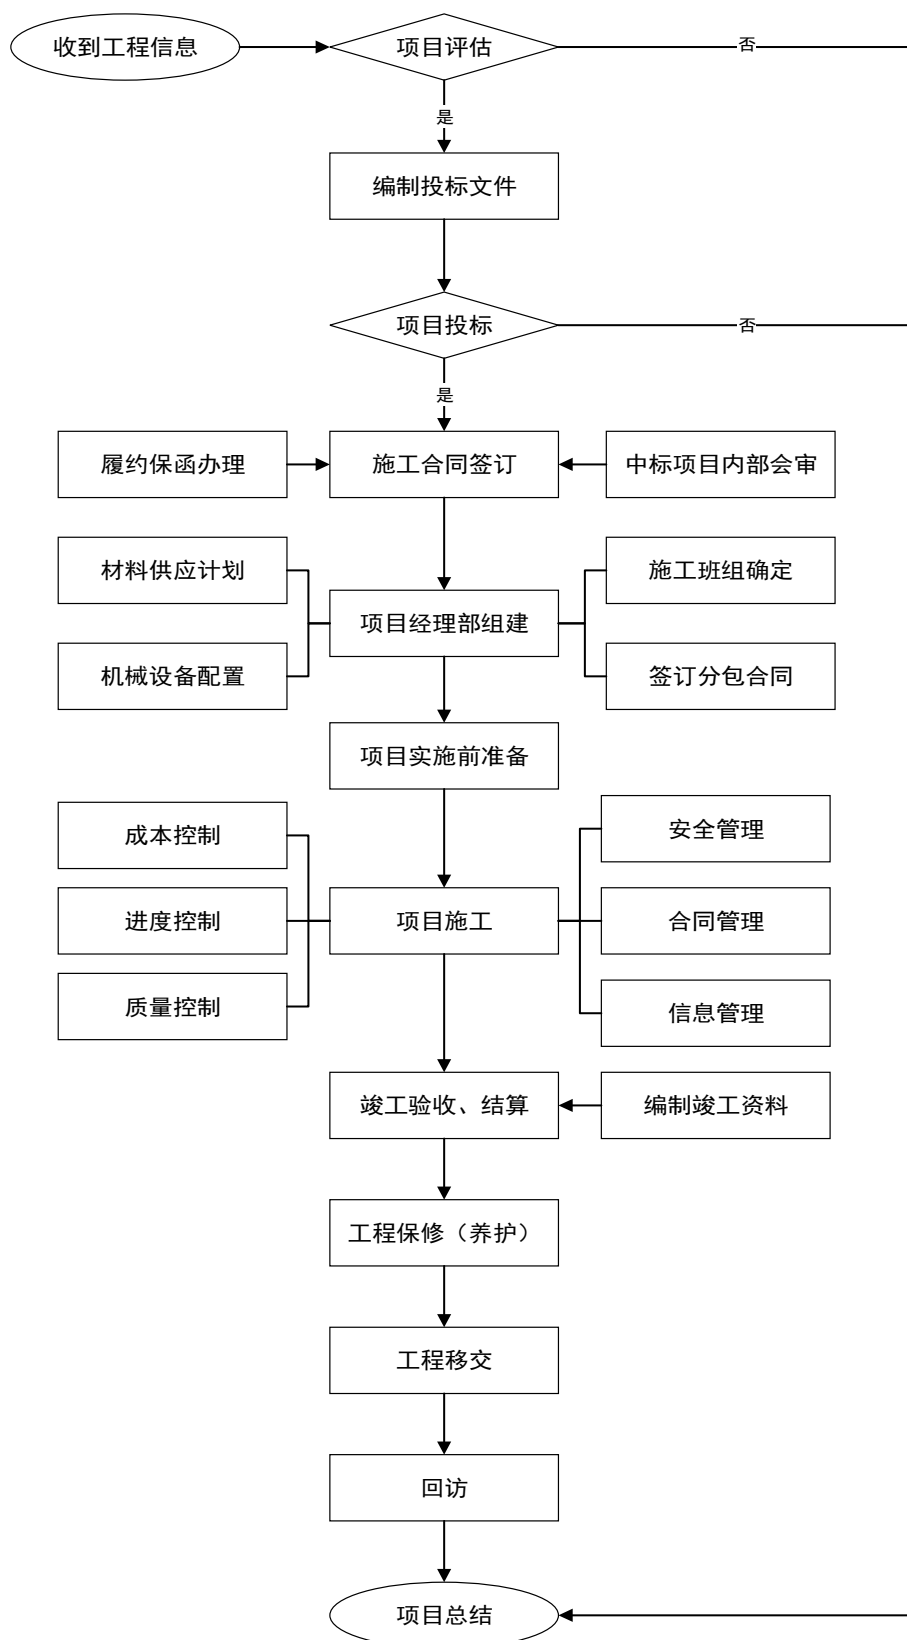 收到工程信息
项目评估
否
是
编制投标文件
项目投标
否
是
履约保函办理
施工合同签订
中标项目内部会审
材料供应计划
施工班组确定
项目经理部组建
机械设备配置
签订分包合同
项目实施前准备
成本控制
安全管理
进度控制
项目施工
合同管理
质量控制
信息管理
竣工验收、结算
编制竣工资料
工程保修（养护）
工程移交
回访
项目总结